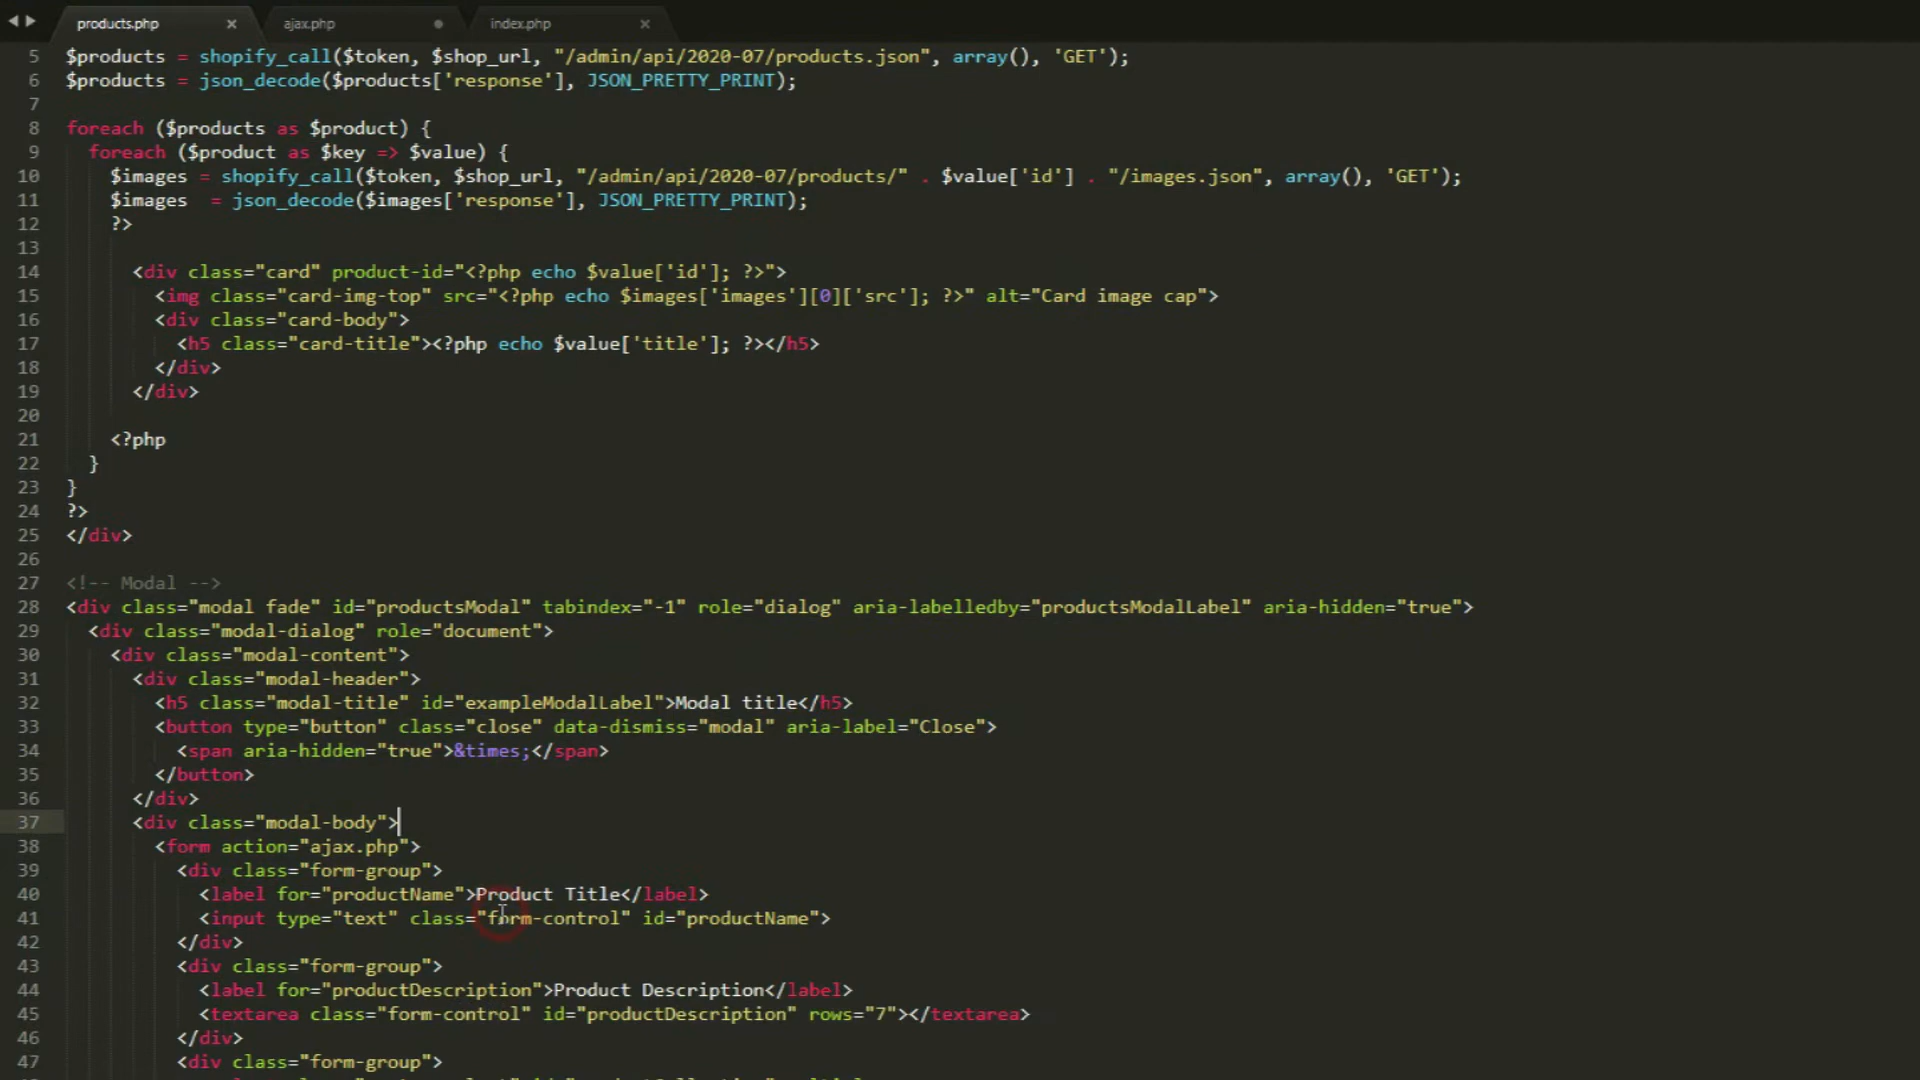 products.php × ajax.php index.php ×
5 $products = shopify_call($token, $shop_url, "/admin/api/2020-07/products.json", array(), 'GET');
6 $products = json_decode($products['response'], JSON_PRETTY_PRINT);
7
8 foreach ($products as $product) {
9 foreach ($product as $key => $value) {
10 $images = shopify_call($token, $shop_url, "/admin/api/2020-07/products/" . $value['id'] . "/images.json", array(), 'GET');
11 $images = json_decode($images['response'], JSON_PRETTY_PRINT);
12 ?>
13
14 <div class="card" product-id="<?php echo $value['id']; ?>">
15 <img class="card-img-top" src="<?php echo $images['images'][0]['src']; ?>" alt="Card image cap">
16 <div class="card-body">
17 <h5 class="card-title"><?php echo $value['title']; ?></h5>
18 </div>
19 </div>
20
21 <?php
22 }
23 }
24 ?>
25 </div>
26
27 <!-- Modal -->
28 <div class="modal fade" id="productsModal" tabindex="-1" role="dialog" aria-labelledby="productsModalLabel" aria-hidden="true">
29 <div class="modal-dialog" role="document">
30 <div class="modal-content">
31 <div class="modal-header">
32 <h5 class="modal-title" id="exampleModalLabel">Modal title</h5>
33 <button type="button" class="close" data-dismiss="modal" aria-label="Close">
34 <span aria-hidden="true">&times;</span>
35 </button>
36 </div>
37 <div class="modal-body">
38 <form action="ajax.php">
39 <div class="form-group">
40 <label for="productName">Product Title</label>
41 <input type="text" class="form-control" id="productName">
42 </div>
43 <div class="form-group">
44 <label for="productDescription">Product Description</label>
45 <textarea class="form-control" id="productDescription" rows="7"></textarea>
46 </div>
47 <div class="form-group">